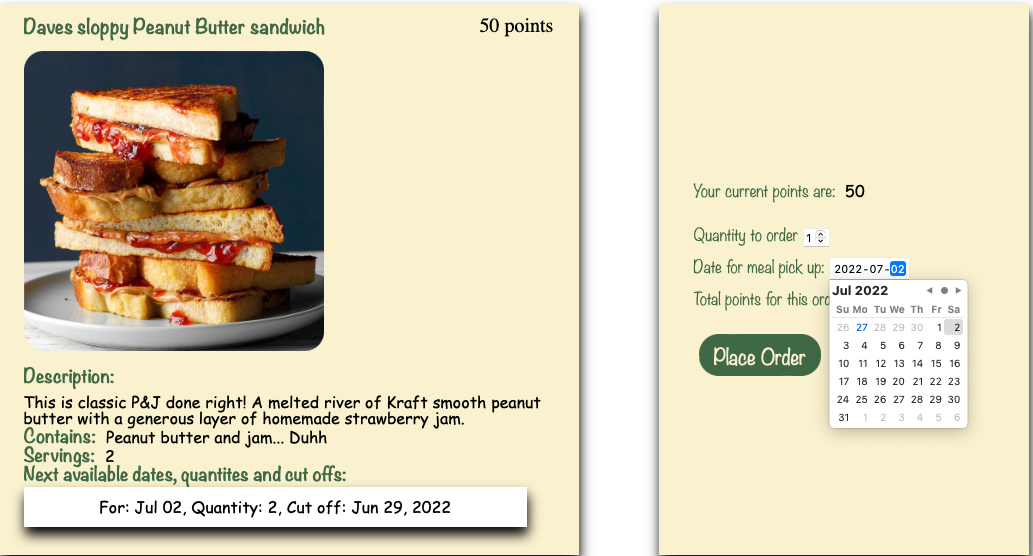 Daves sloppy Peanut Butter sandwich
50 points
Description:
This is classic P&J done right! A melted river of Kraft smooth peanut
butter with a generous layer of homemade strawberry jam.
Contains: Peanut butter and jam... Duhh
Servings: 2
Next available dates, quantites and cut offs:
For: Jul 02, Quantity: 2, Cut off: Jun 29, 2022
Your current points are: 50
Quantity to order 1
Date for meal pick up: 2022-07-02
Total points for this
Place Order
Jul 2022
Su Mo Tu We Th Fr Sa
26 27 28 29 30 1 2
3 4 5 6 7 8 9
10 11 12 13 14 15 16
17 18 19 20 21 22 23
24 25 26 27 28 29 30
31 1 2 3 4 5 6